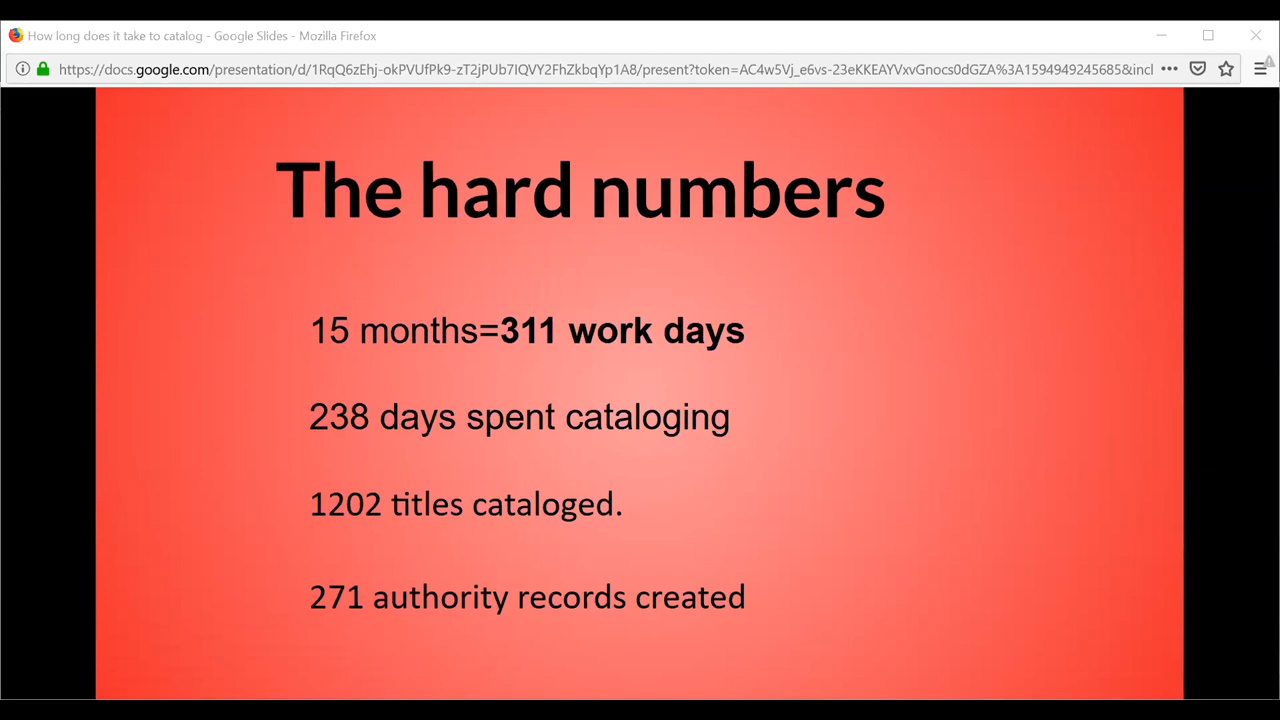 How long does it take to catalog - Google Slides - Mozilla Firefox
https://docs.google.com/presentation/d/1RqQ6zEhj-okPVUfPk9-zT2jPUb7IQVY2FhZkbqYp1A8/present?token=AC4w5Vj_e6vs-23eKKEAYVxvGnocs0dGZA%3A1594949245685&incl
The hard numbers
15 months=311 work days
238 days spent cataloging
1202 titles cataloged.
271 authority records created